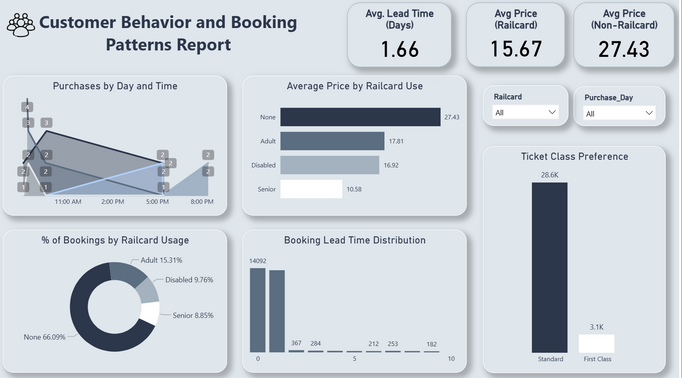 Customer Behavior and Booking
Patterns Report
Avg. Lead Time
(Days)
1.66
Avg Price
(Railcard)
15.67
Avg Price
(Non-Railcard)
27.43
Purchases by Day and Time
4
3
3
2
2
2
2
2
2
2
2
1
1
1
11:00 AM
2:00 PM
5:00 PM
8:00 PM
Average Price by Railcard Use
None
27.43
Adult
17.81
Disabled
16.92
Senior
10.58
Railcard
All
Purchase_Day
All
Ticket Class Preference
28.6K
3.1K
Standard
First Class
% of Bookings by Railcard Usage
Adult 15.31%
Disabled 9.76%
Senior 8.85%
None 66.09%
Booking Lead Time Distribution
14092
367
284
212
253
182
0
5
10